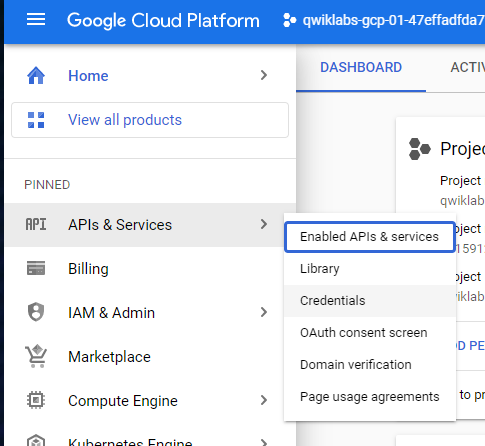 Google Cloud Platform
qwiklabs-gcp-01-47effadfda7
Home
View all products
PINNED
API APIs & Services
Billing
IAM & Admin
Marketplace
Compute Engine
Kubernetes Engine
Enabled APIs & services
Library
Credentials
OAuth consent screen
Domain verification
Page usage agreements
DASHBOARD
ACTIV
Project
Project
qwiklab
roject
1591
roject
wiklab
DD PE
to pr